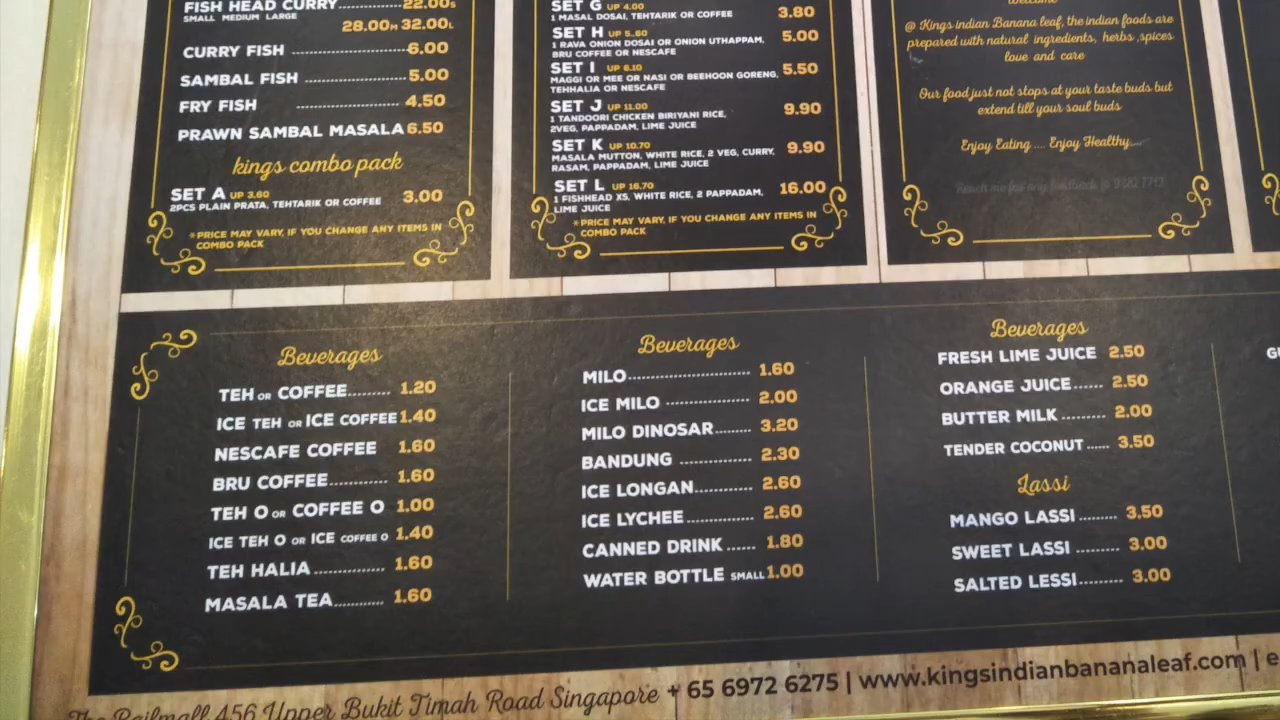 FISH HEAD CURRY............ 22.00S
SMALL MEDIUM LARGE
28.00M 32.00L
CURRY FISH .......................6.00
SAMBAL FISH .................... 5.00
FRY FISH .................... 4.50
PRAWN SAMBAL MASALA 6.50
kings combo pack
SET A UP 3.60
2PCS PLAIN PRATA, TEHTARIK OR COFFEE 3.00
*PRICE MAY VARY, IF YOU CHANGE ANY ITEMS IN
COMBO PACK
SET G UP 4.00
1 MASAL DOSAI, TEHTARIK OR COFFEE 3.80
SET H UP 5.60
1 RAVA ONION DOSAI OR ONION UTHAPPAM, 5.00
BRU COFFEE OR NESCAFE
SET I UP 6.10
MAGGI OR MEE OR NASI OR BEEHOON GORENG, 5.50
TEHHALIA OR NESCAFE
SET J UP 11.00
1 TANDOORI CHICKEN BIRIYANI RICE, 9.90
2VEG, PAPPADAM, LIME JUICE
SET K UP 10.70
MASALA MUTTON, WHITE RICE, 2 VEG, CURRY, 9.90
RASAM, PAPPADAM, LIME JUICE
SET L UP 16.70
1 FISHHEAD XS, WHITE RICE, 2 PAPPADAM, 16.00
LIME JUICE
*PRICE MAY VARY, IF YOU CHANGE ANY ITEMS IN
COMBO PACK
welcome
@ Kings indian Banana leaf, the indian foods are
prepared with natural ingredients, herbs ,spices
love and care
Our food just not stops at your taste buds but
extend till your soul buds
Enjoy Eating .... Enjoy Healthy....
Reach me for any feedback @ 9382 7712
Beverages
TEH OR COFFEE......... 1.20
ICE TEH OR ICE COFFEE 1.40
NESCAFE COFFEE 1.60
BRU COFFEE............ 1.60
TEH O OR COFFEE O 1.00
ICE TEH O OR ICE COFFEE O 1.40
TEH HALIA .............. 1.60
MASALA TEA............ 1.60
Beverages
MILO........................ 1.60
ICE MILO ................ 2.00
MILO DINOSAR........ 3.20
BANDUNG .............. 2.30
ICE LONGAN............ 2.60
ICE LYCHEE............. 2.60
CANNED DRINK ...... 1.80
WATER BOTTLE SMALL 1.00
Beverages
FRESH LIME JUICE 2.50
ORANGE JUICE...... 2.50
BUTTER MILK ......... 2.00
TENDER COCONUT ..... 3.50
Lassi
MANGO LASSI ........ 3.50
SWEET LASSI ......... 3.00
SALTED LESSI......... 3.00
The Railmall 456 Upper Bukit Timah Road Singapore + 65 6972 6275 | www.kingsindianbananaleaf.com | e